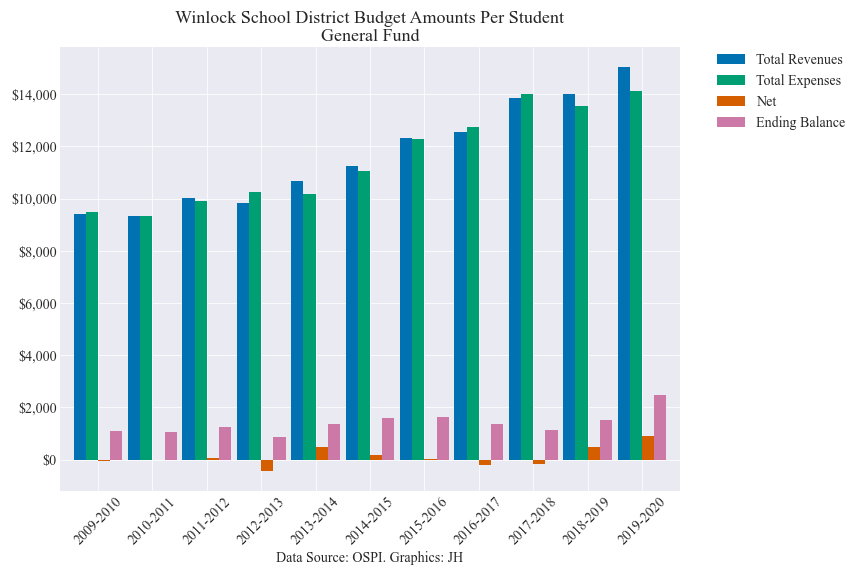 Winlock School District Budget Amounts Per Student
General Fund
Total Revenues
Total Expenses
Net
Ending Balance
$14,000
$12,000
$10,000
$8,000
$6,000
$4,000
$2,000
$0
2009-2010
2010-2011
2011-2012
2012-2013
2013-2014
2014-2015
2015-2016
2016-2017
2017-2018
2018-2019
2019-2020
Data Source: OSPI. Graphics: JH